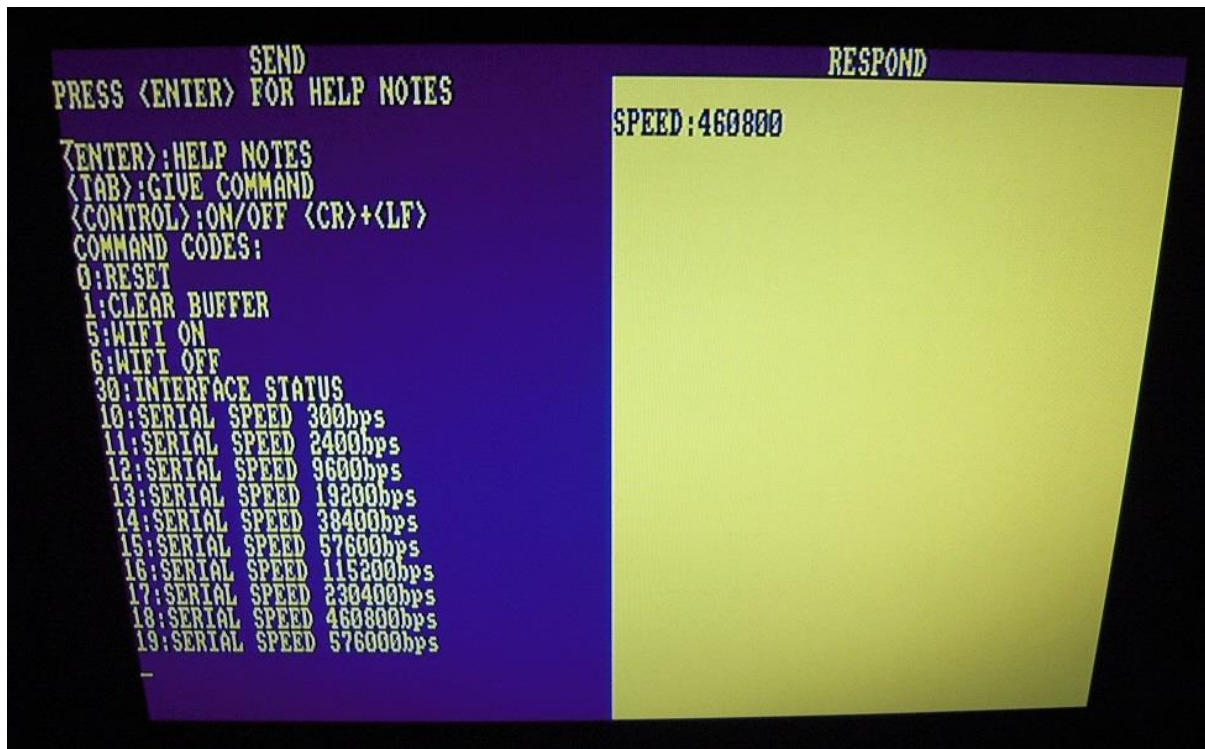 SEND
PRESS <ENTER> FOR HELP NOTES
<ENTER>:HELP NOTES
<TAB>:GIVE COMMAND
<CONTROL>:ON/OFF <CR>+<LF>
COMMAND CODES:
0:RESET
1:CLEAR BUFFER
5:WIFI ON
6:WIFI OFF
30:INTERFACE STATUS
10:SERIAL SPEED 300bps
11:SERIAL SPEED 2400bps
12:SERIAL SPEED 9600bps
13:SERIAL SPEED 19200bps
14:SERIAL SPEED 38400bps
15:SERIAL SPEED 57600bps
16:SERIAL SPEED 115200bps
17:SERIAL SPEED 230400bps
18:SERIAL SPEED 460800bps
19:SERIAL SPEED 576000bps
RESPOND
SPEED:460800